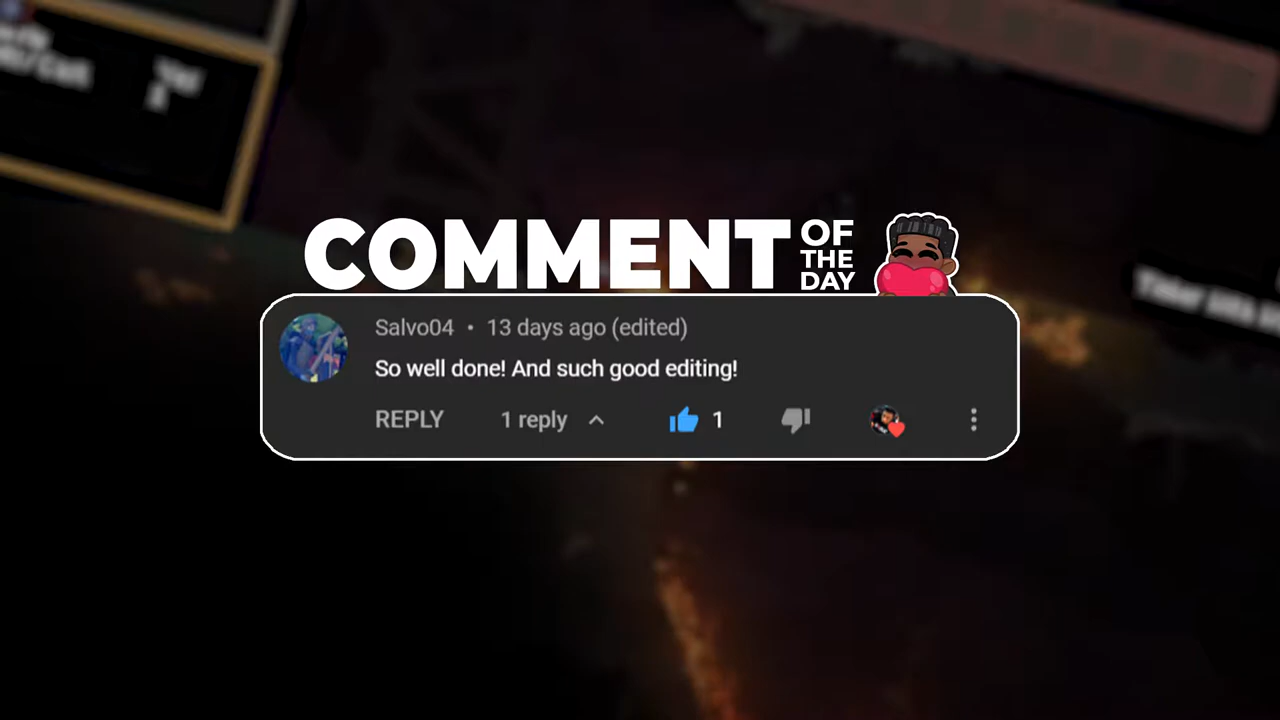 COMMENT OF THE DAY
Salvo04 • 13 days ago (edited)
So well done! And such good editing!
REPLY 1 reply 1